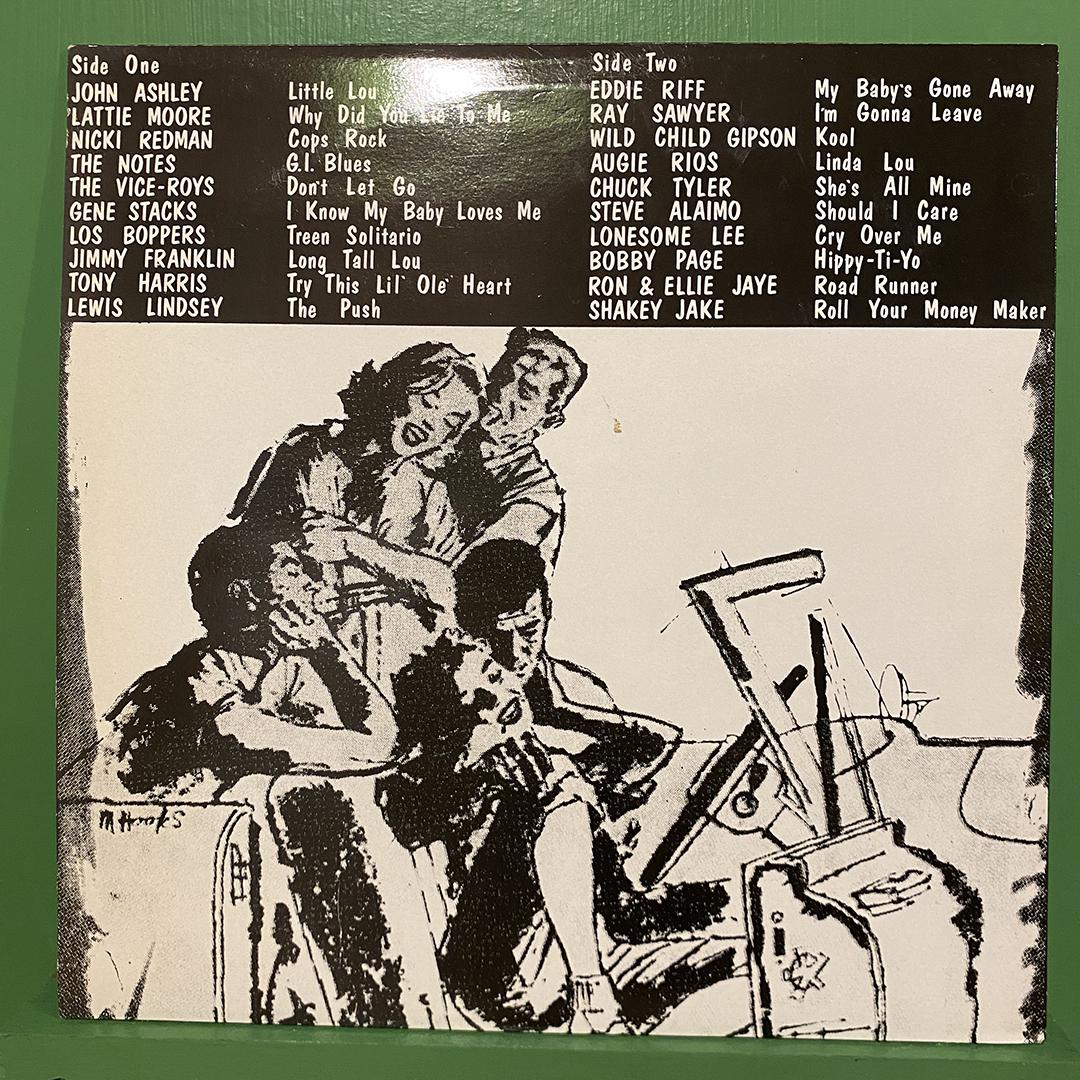 Side One
JOHN ASHLEY Little Lou
LATTIE MOORE Why Did You Lie To Me
NICKI REDMAN Cops Rock
THE NOTES G.I. Blues
THE VICE-ROYS Don't Let Go
GENE STACKS I Know My Baby Loves Me
LOS BOPPERS Treen Solitario
JIMMY FRANKLIN Long Tall Lou
TONY HARRIS Try This Lil' Ole' Heart
LEWIS LINDSEY The Push
Side Two
EDDIE RIFF My Baby's Gone Away
RAY SAWYER I'm Gonna Leave
WILD CHILD GIPSON Kool
AUGIE RIOS Linda Lou
CHUCK TYLER She's All Mine
STEVE ALAIMO Should I Care
LONESOME LEE Cry Over Me
BOBBY PAGE Hippy-Ti-Yo
RON & ELLIE JAYE Road Runner
SHAKEY JAKE Roll Your Money Maker
M Hooks